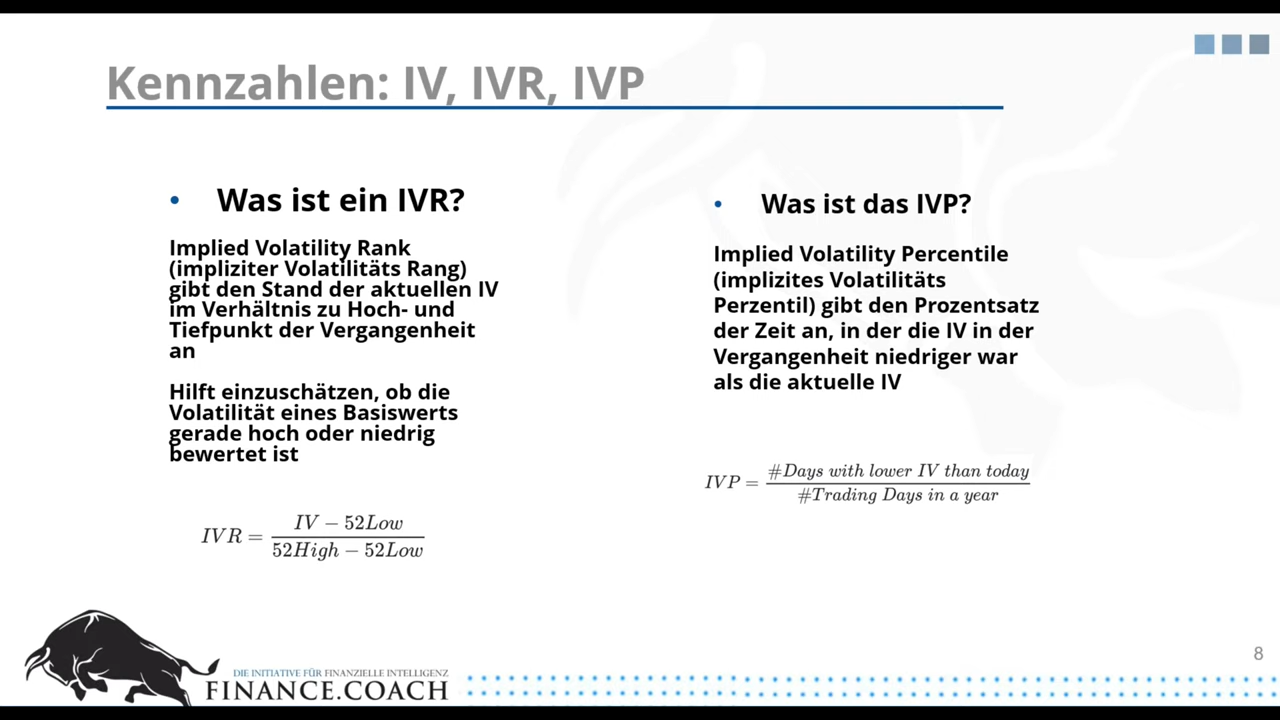 Kennzahlen: IV, IVR, IVP
• Was ist ein IVR?
Implied Volatility Rank
(impliziter Volatilitäts Rang)
gibt den Stand der aktuellen IV
im Verhältnis zu Hoch- und
Tiefpunkt der Vergangenheit
an
Hilft einzuschätzen, ob die
Volatilität eines Basiswerts
gerade hoch oder niedrig
bewertet ist
IVR = (IV − 52Low) / (52High − 52Low)
• Was ist das IVP?
Implied Volatility Percentile
(implizites Volatilitäts
Perzentil) gibt den Prozentsatz
der Zeit an, in der die IV in der
Vergangenheit niedriger war
als die aktuelle IV
IVP = #Days with lower IV than today / #Trading Days in a year
8
DIE INITIATIVE FÜR FINANZIELLE INTELLIGENZ
FINANCE.COACH